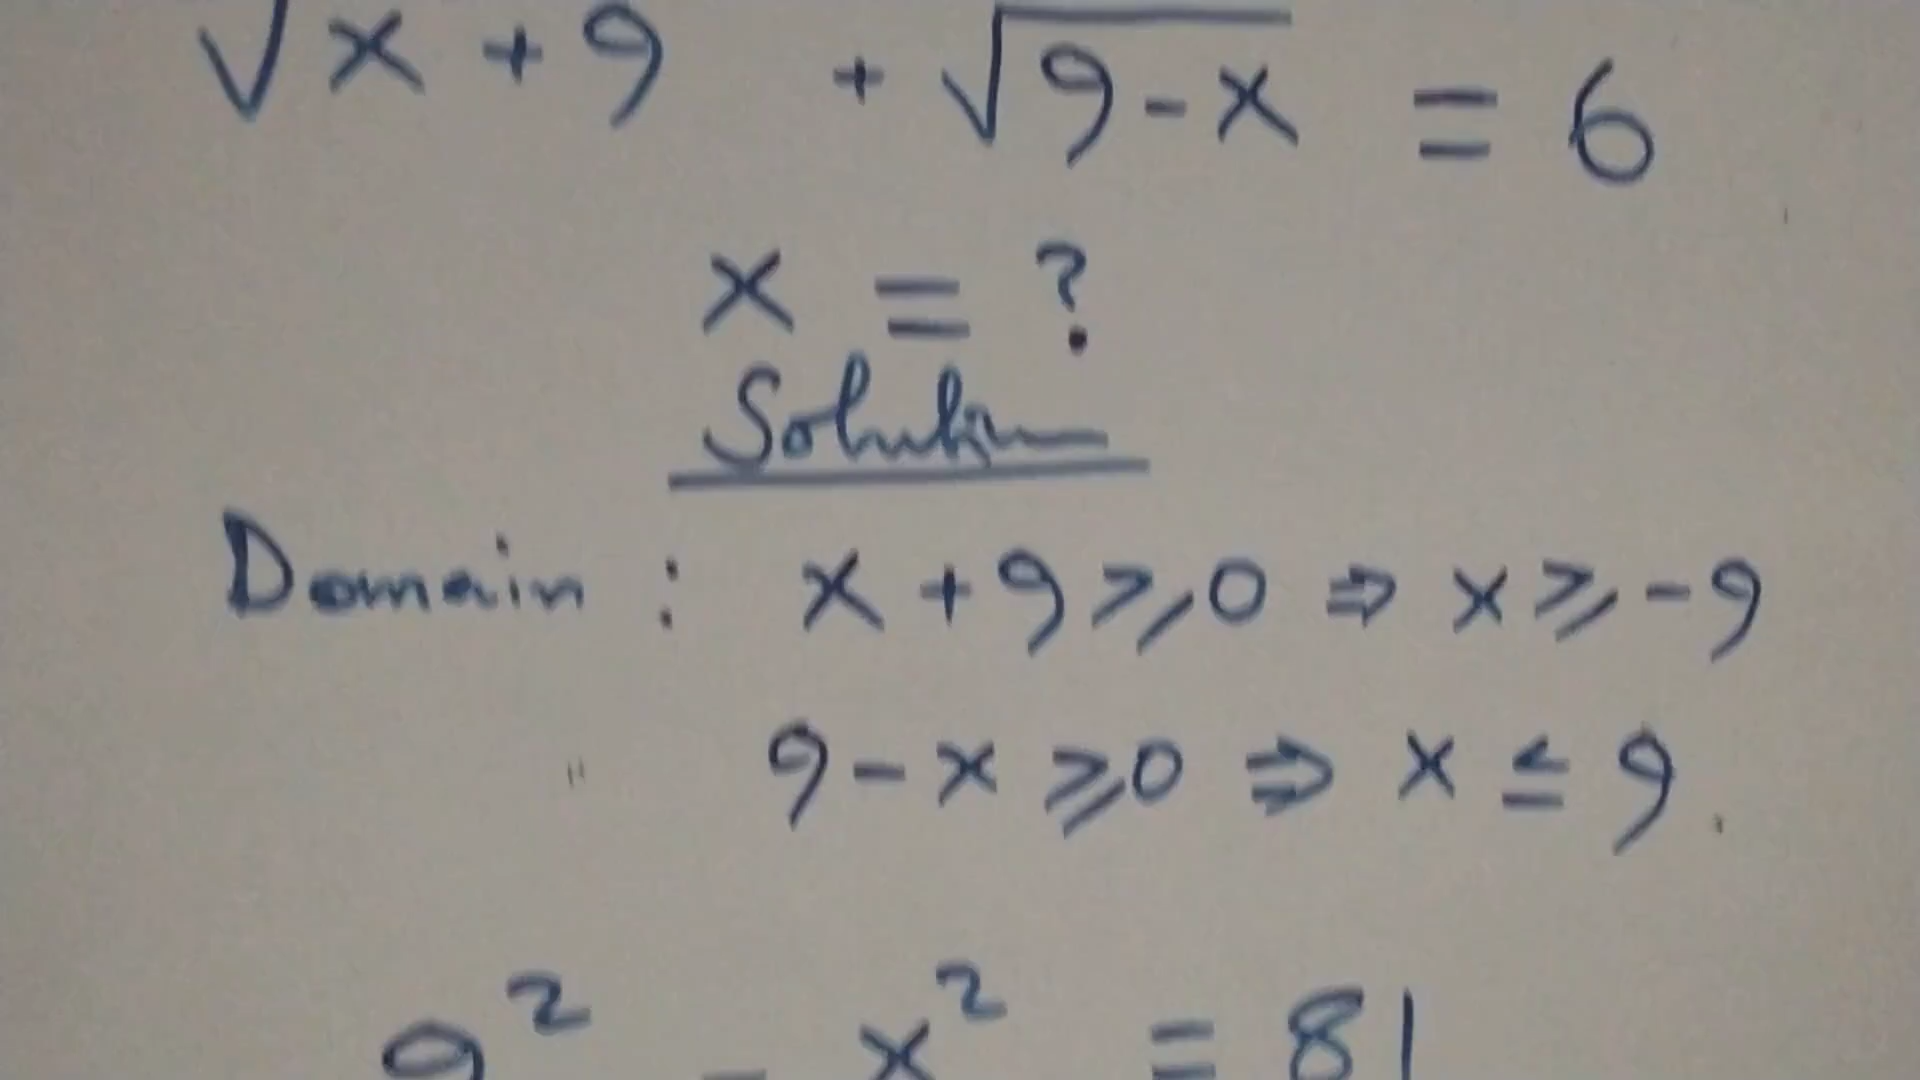 √x + 9 + √9 - x = 6
x = ?
Solution
Domain : x + 9 ⩾ 0 ⇒ x ⩾ - 9
" 9 - x ⩾ 0 ⇒ x ≤ 9
9² - x² = 81